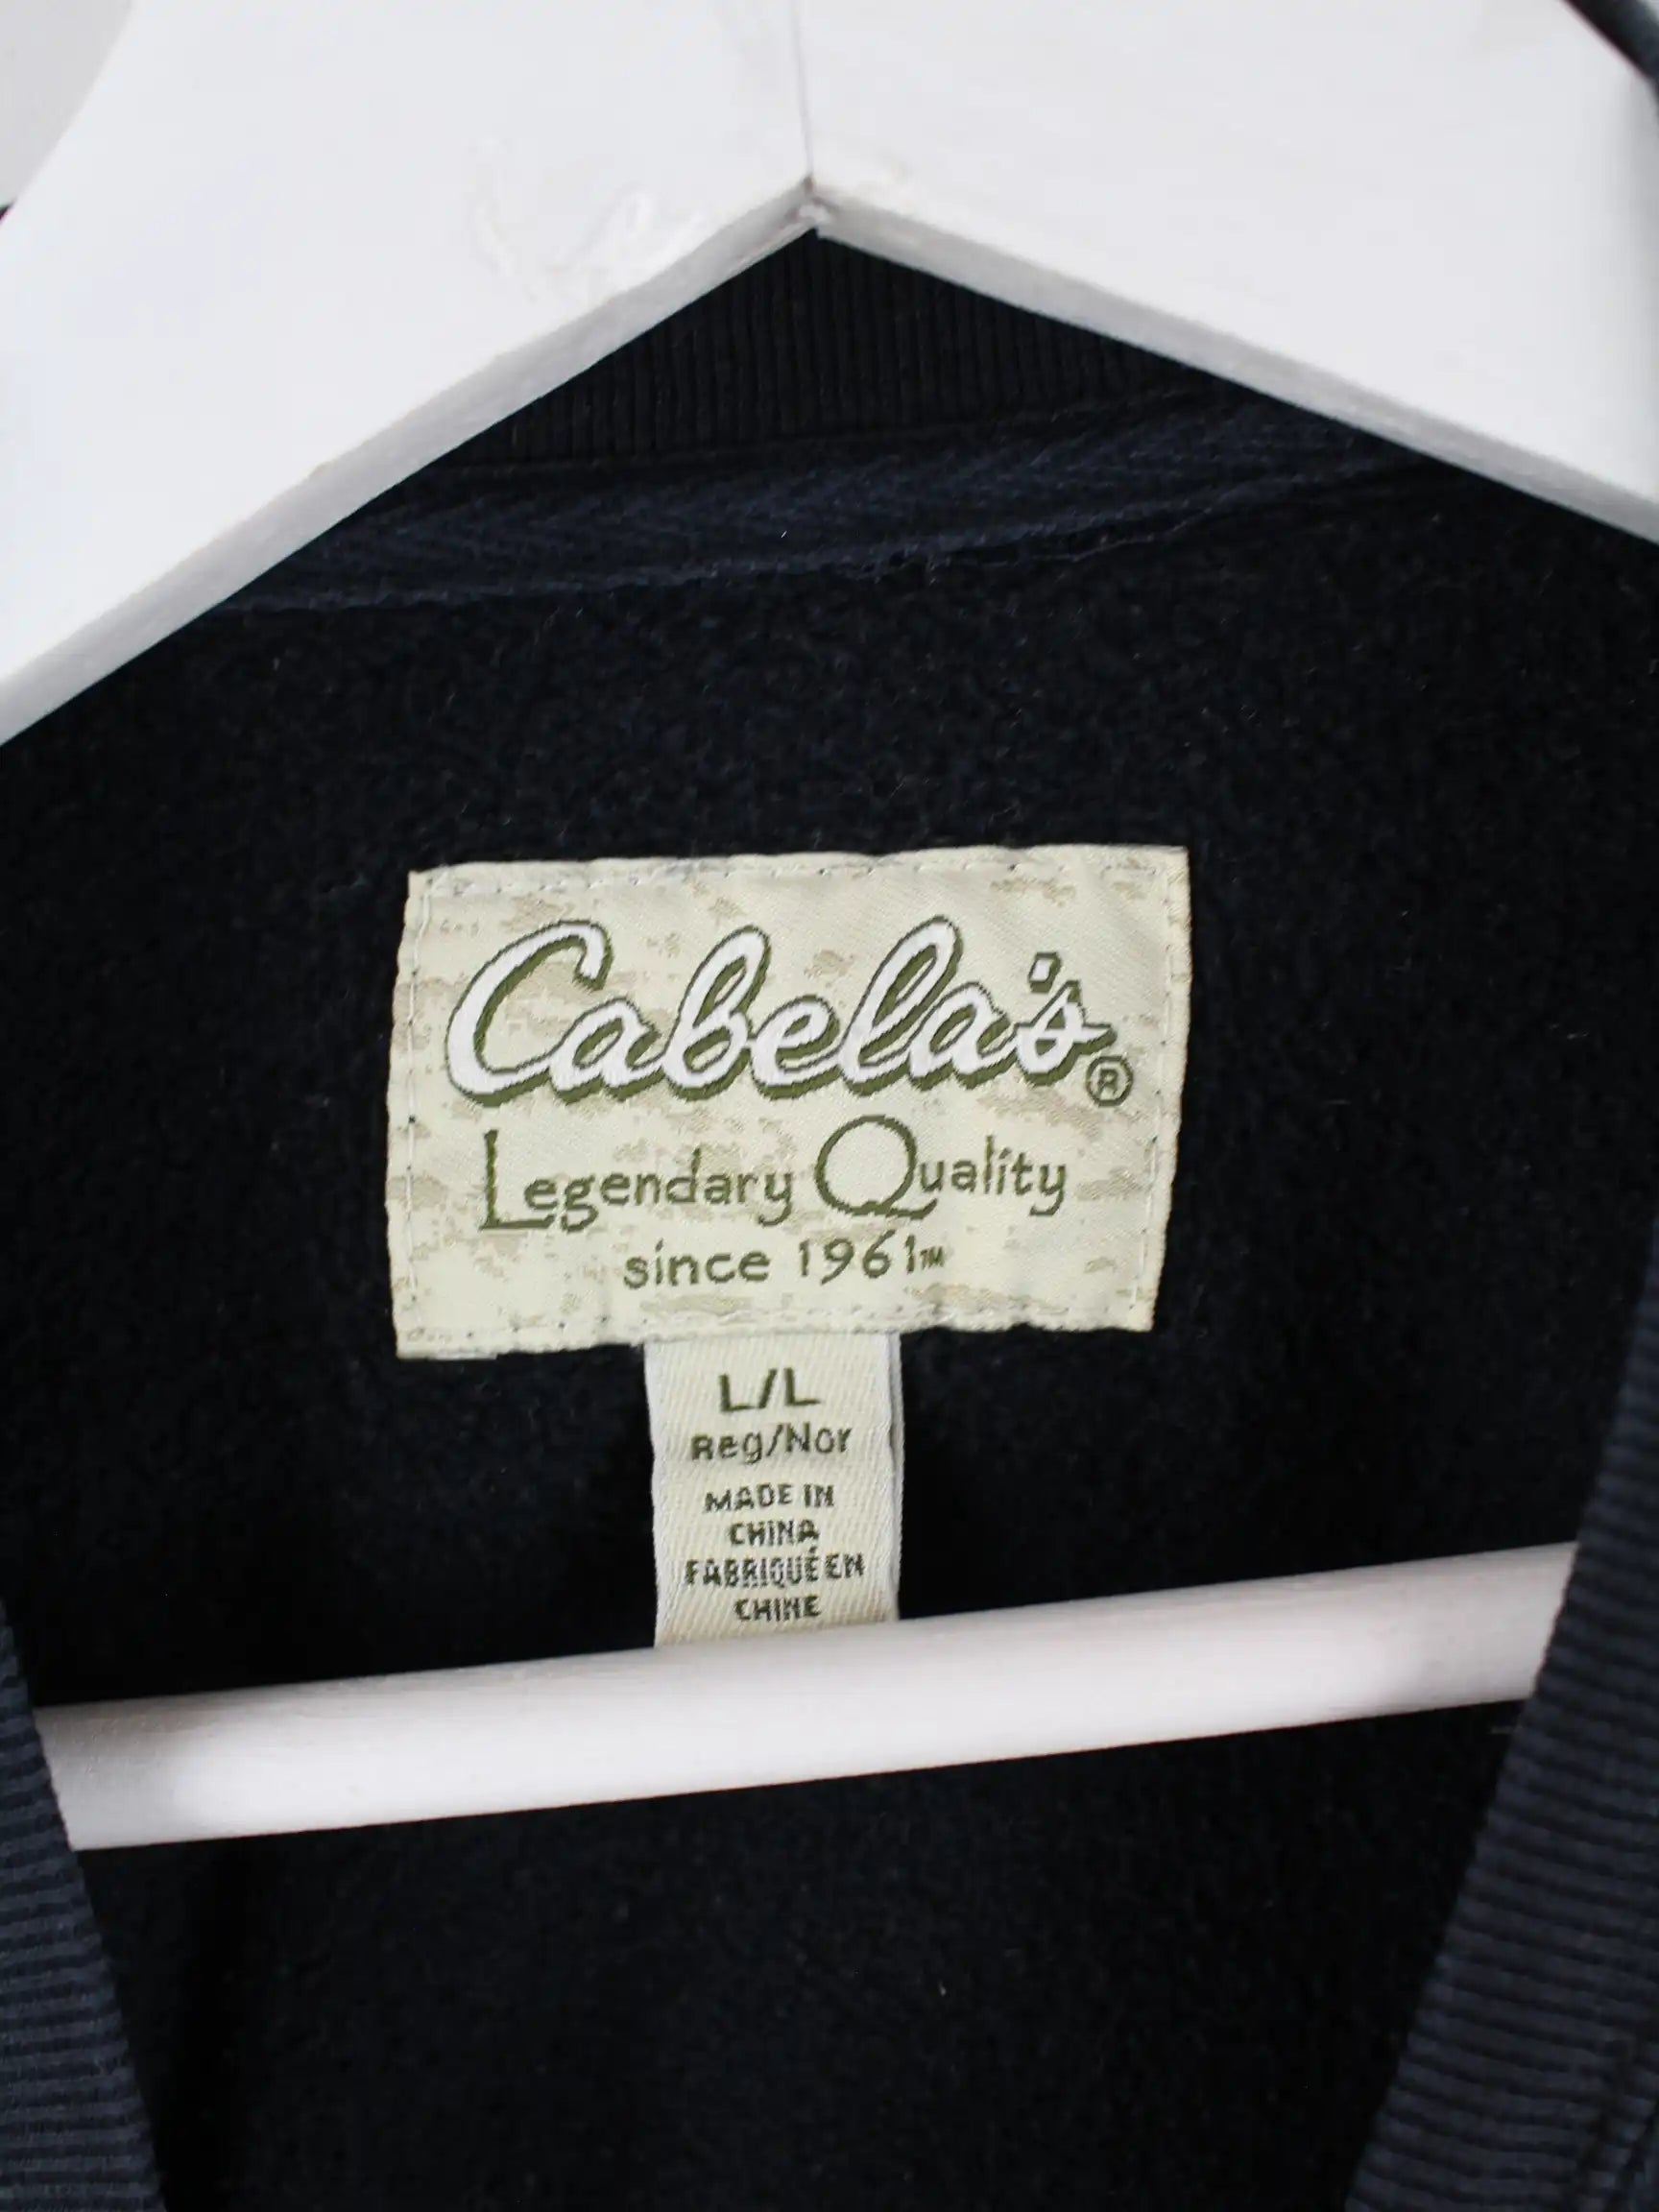 Cabela's®
Legendary Quality
since 1961™
L/L
Reg/Nor
MADE IN
CHINA
FABRIQUÉ EN
CHINE